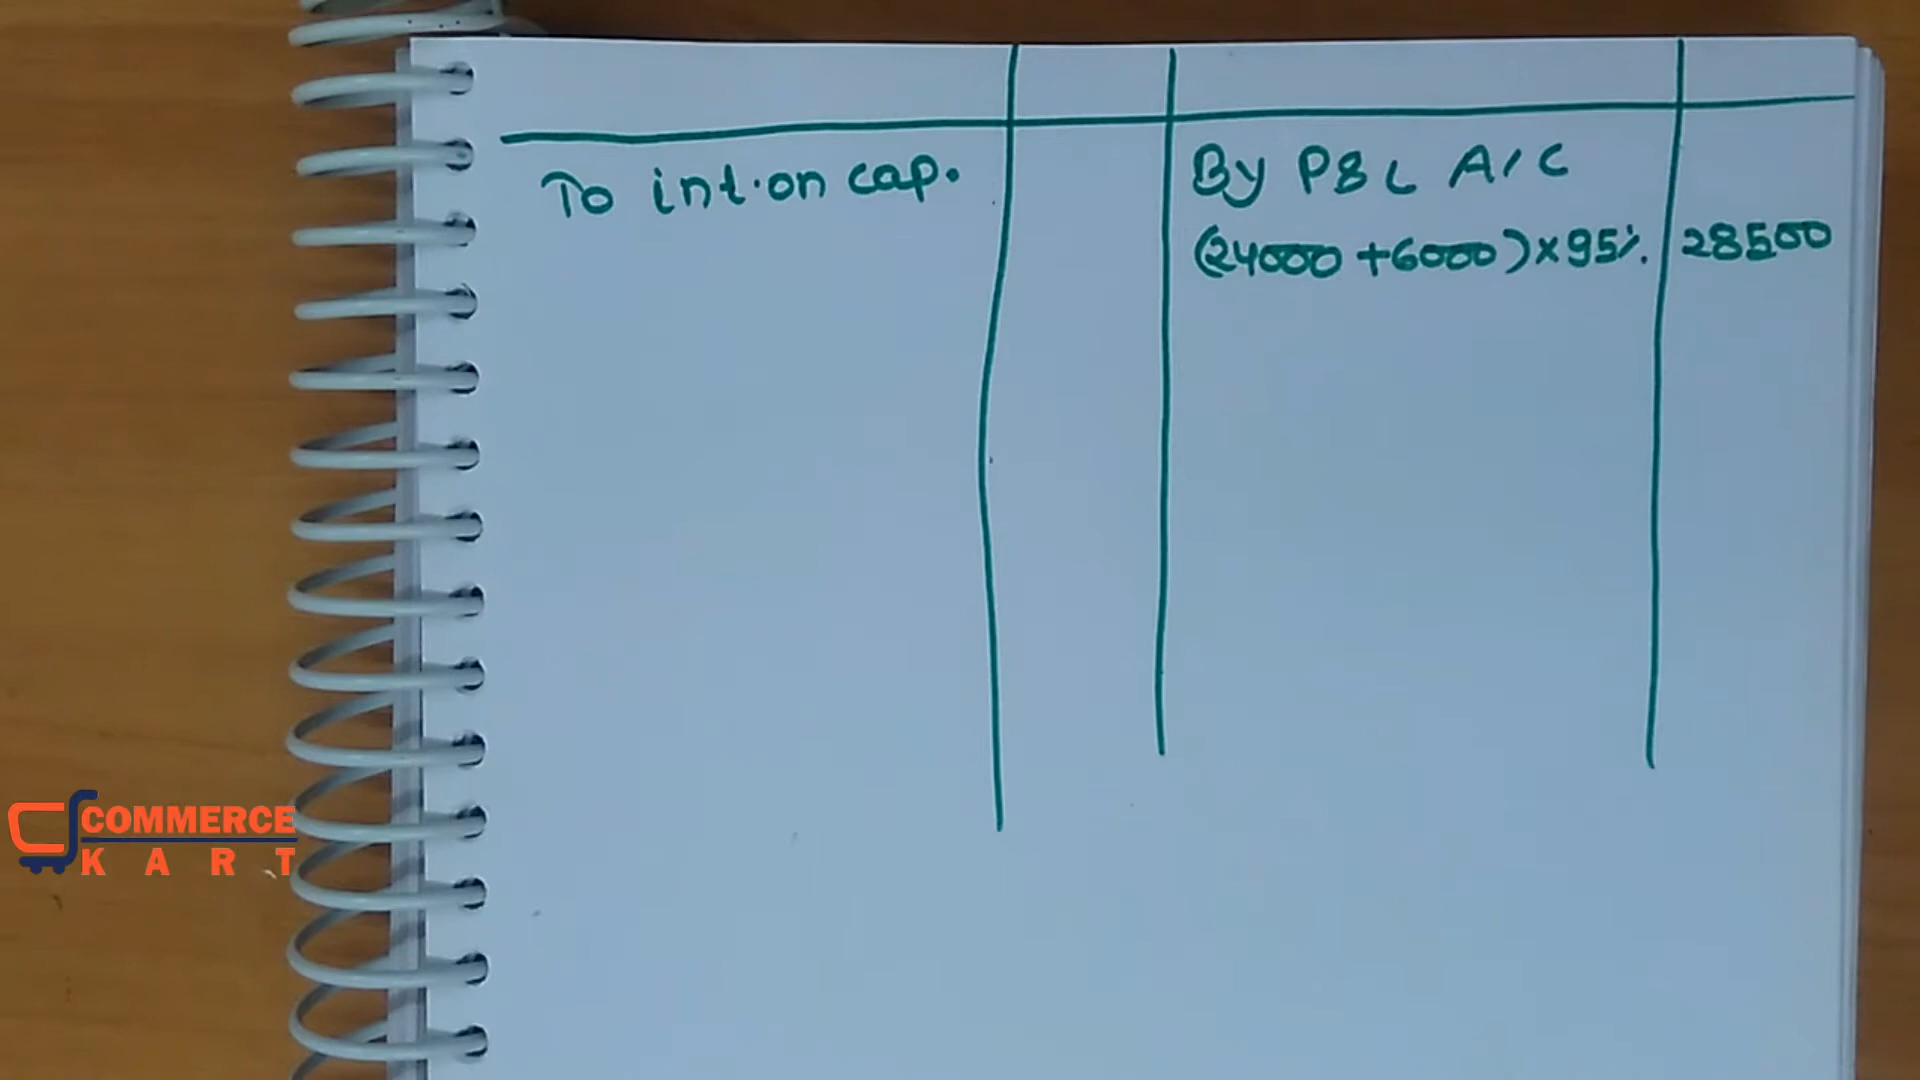 To int.on cap.
By P&L A/C
(24000+6000)×95%. 28500
COMMERCE
KART